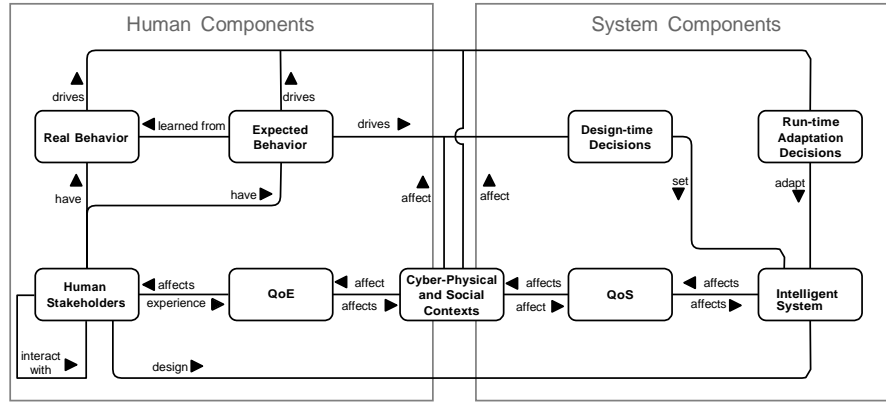 Human Components
System Components
drives
drives
Real Behavior
learned from
Expected
Behavior
drives
Design-time
Decisions
Run-time
Adaptation
Decisions
have
have
affect
affect
set
adapt
Human
Stakeholders
affects
experience
QoE
affect
affects
Cyber-Physical
and Social
Contexts
affects
affect
QoS
affects
affects
Intelligent
System
interact
with
design